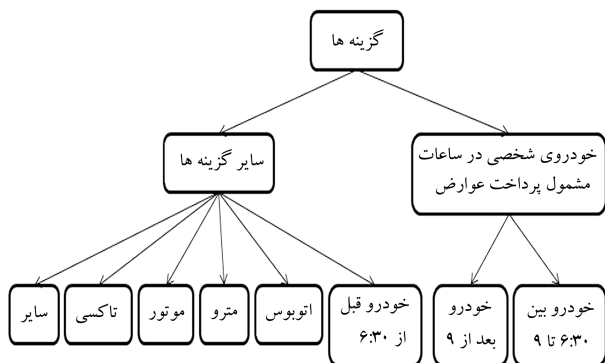 گزینه ها
خودروی شخصی در ساعات
مشمول پرداخت عوارض
سایر گزینه ها
خودرو بین
۶:۳۰ تا ۹
خودرو
بعد از ۹
خودرو قبل
از ۶:۳۰
اتوبوس
مترو
موتور
تاکسی
سایر